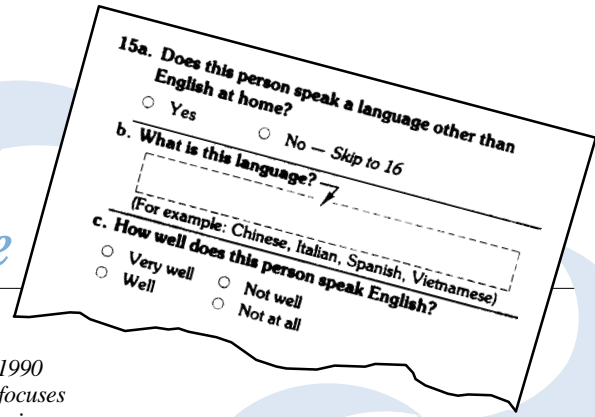 15a. Does this person speak a language other than
English at home?
○ Yes ○ No — Skip to 16
b. What is this language?
(For example: Chinese, Italian, Spanish, Vietnamese)
c. How well does this person speak English?
○ Very well ○ Not well
○ Well ○ Not at all
e
1990
focuses